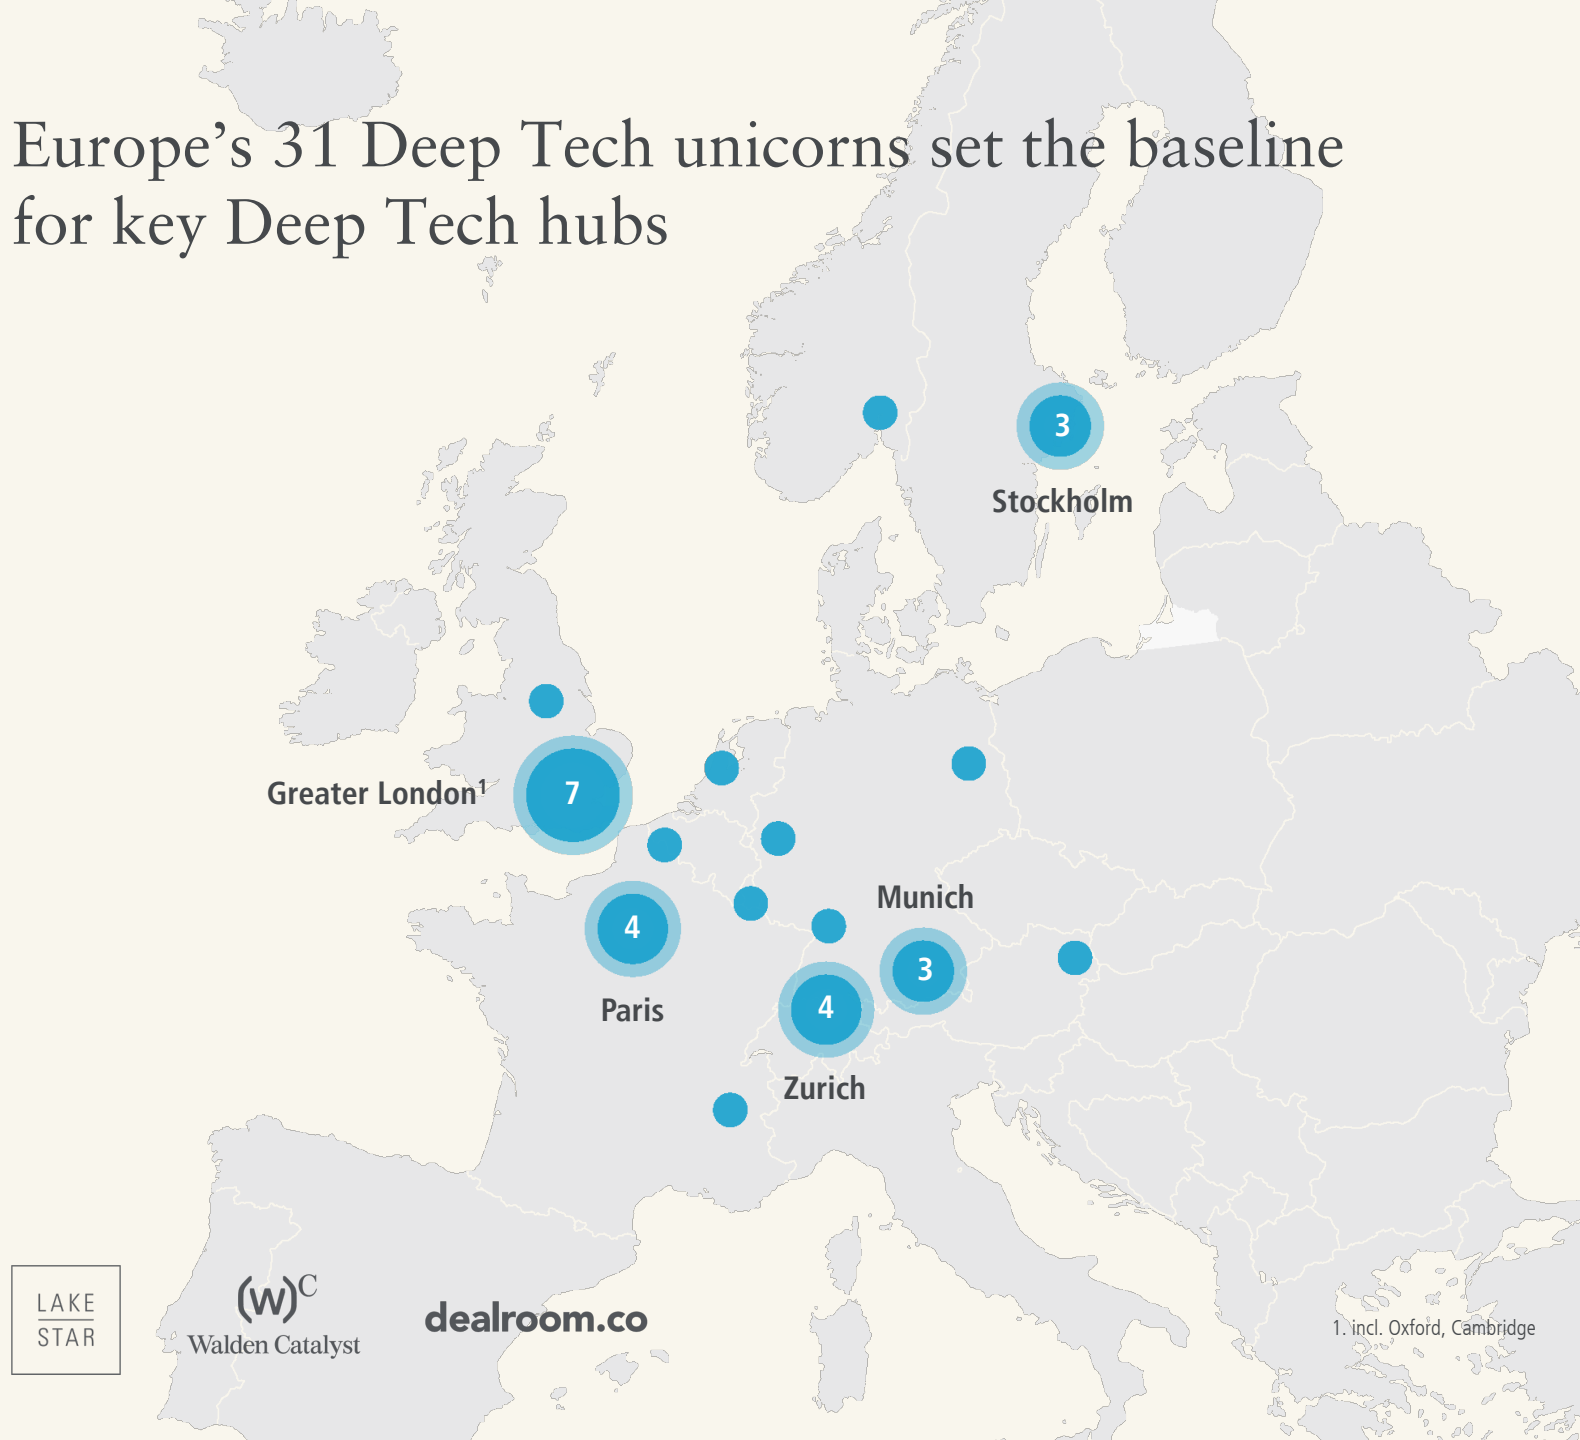 Europe's 31 Deep Tech unicorns set the baseline
for key Deep Tech hubs
3
Stockholm
Greater London¹
7
Munich
4
3
Paris
4
Zurich
LAKE
STAR
(W)C
Walden Catalyst
dealroom.co
1. incl. Oxford, Cambridge